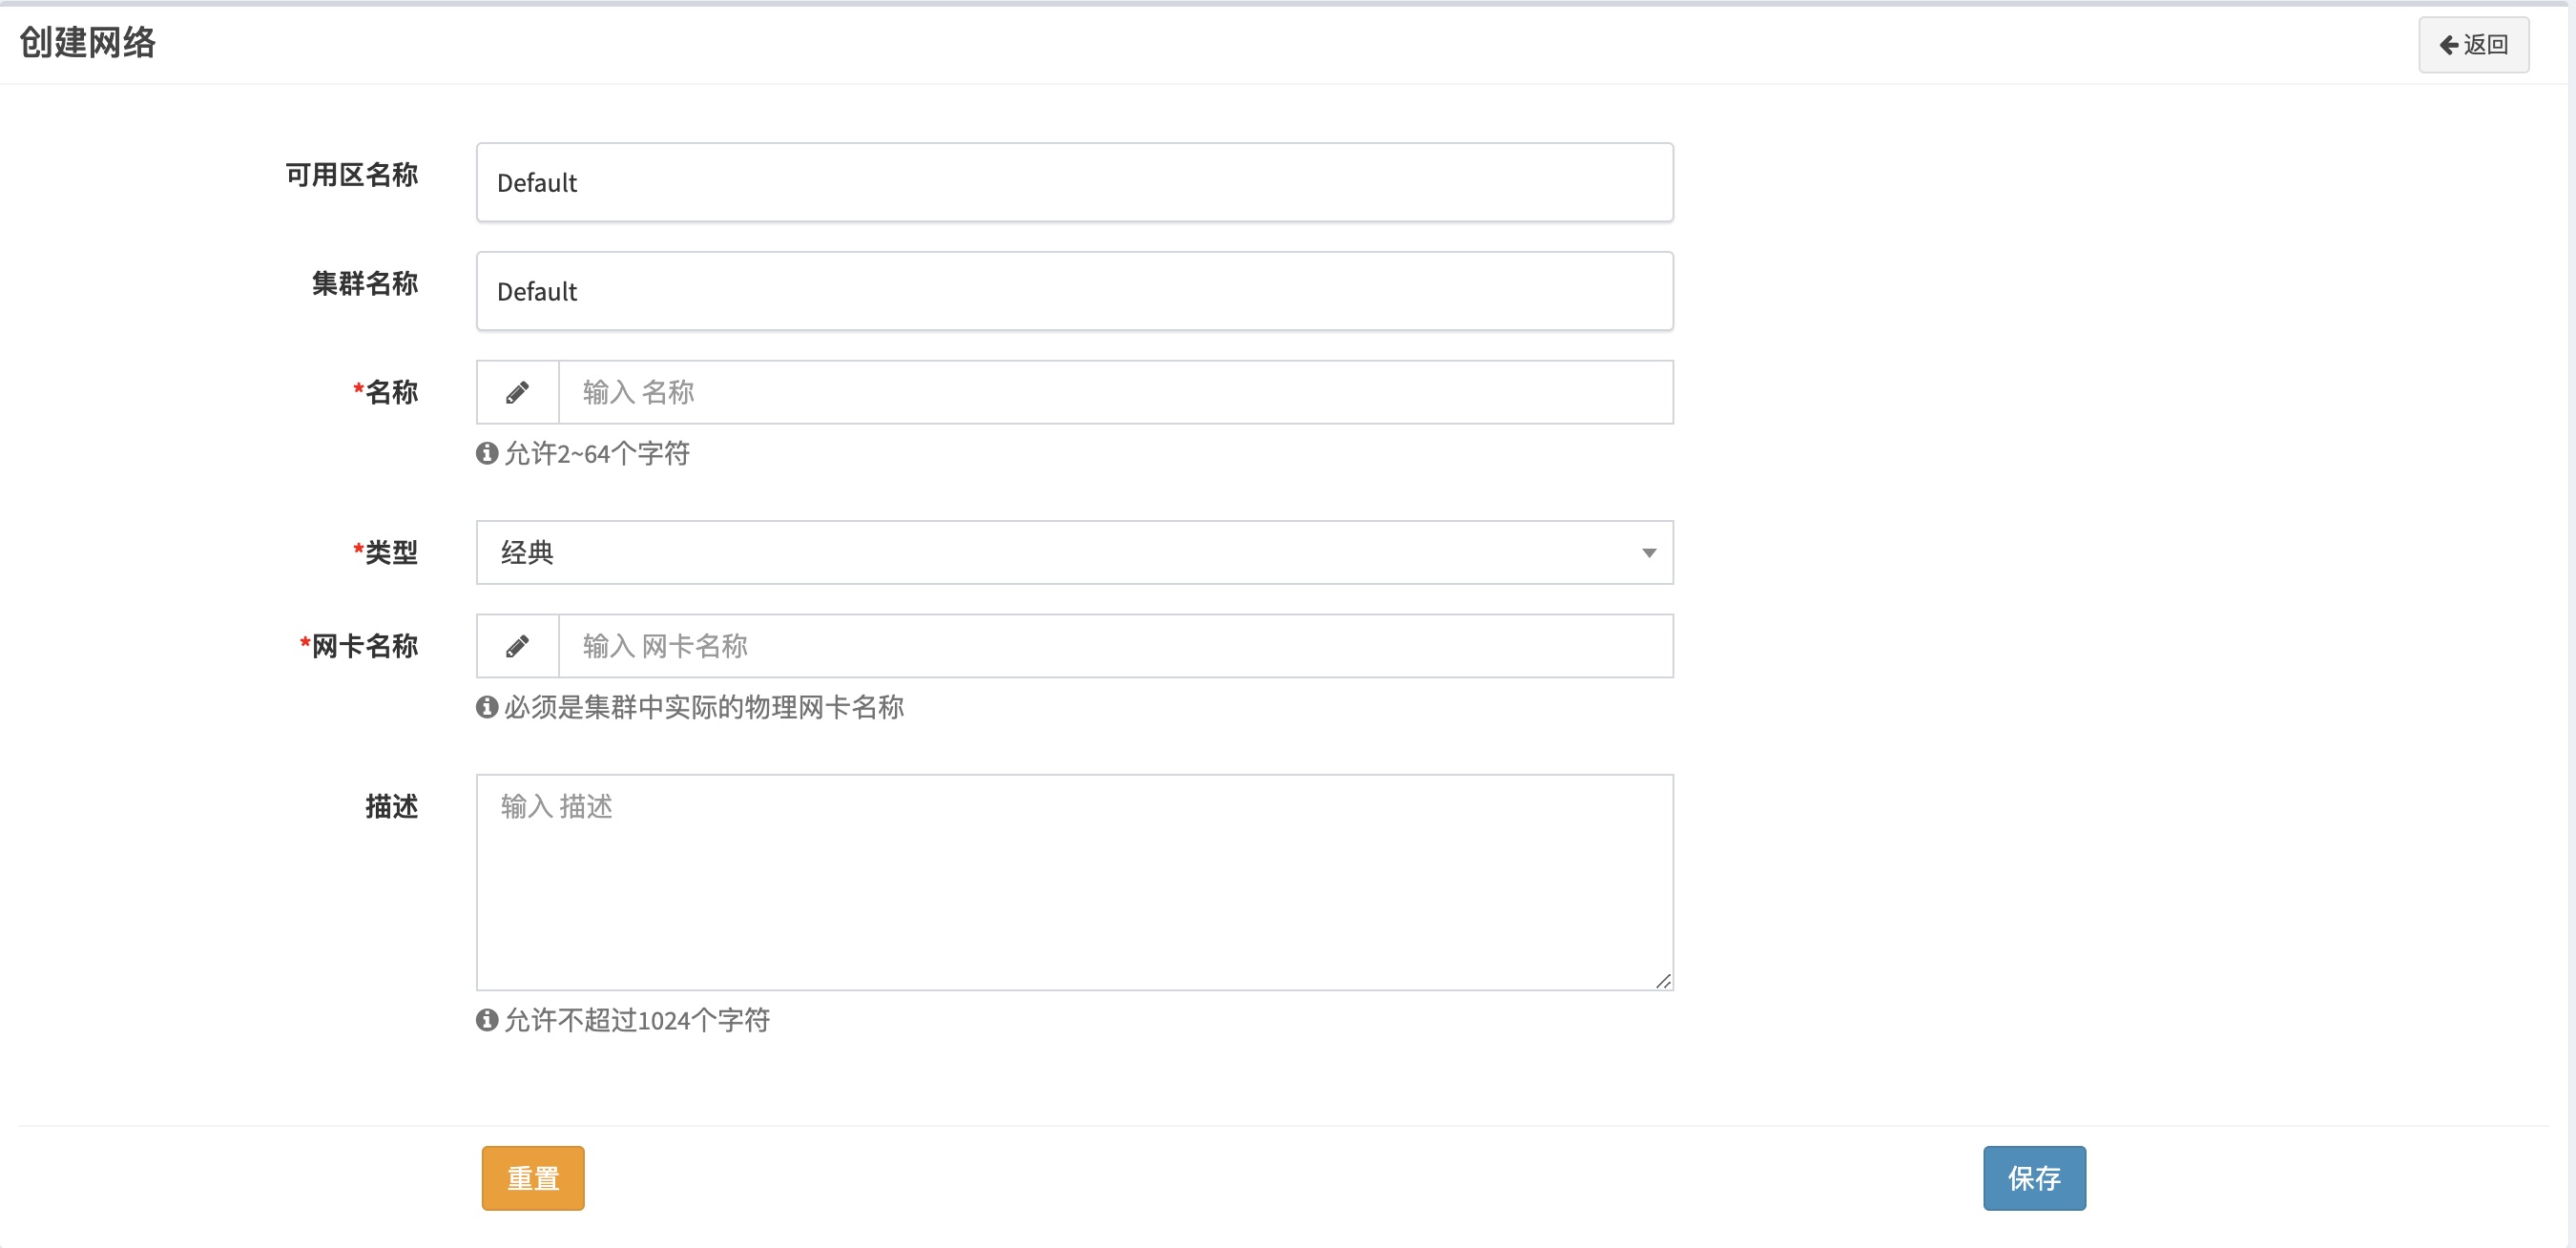 创建网络
返回
可用区名称
Default
集群名称
Default
*名称
输入 名称
允许2~64个字符
*类型
经典
*网卡名称
输入 网卡名称
必须是集群中实际的物理网卡名称
描述
输入 描述
允许不超过1024个字符
重置
保存